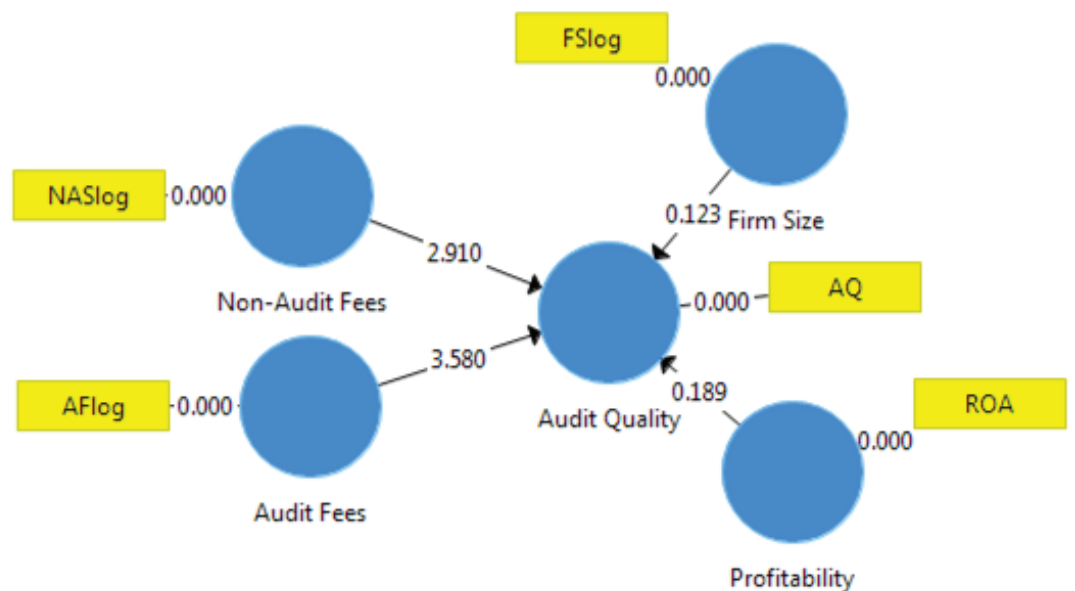 FSlog
0.000
NASlog
0.000
0.123
Firm Size
2.910
Non-Audit Fees
0.000
AQ
3.580
AFlog
0.000
Audit Quality
0.189
ROA
0.000
Audit Fees
Profitability